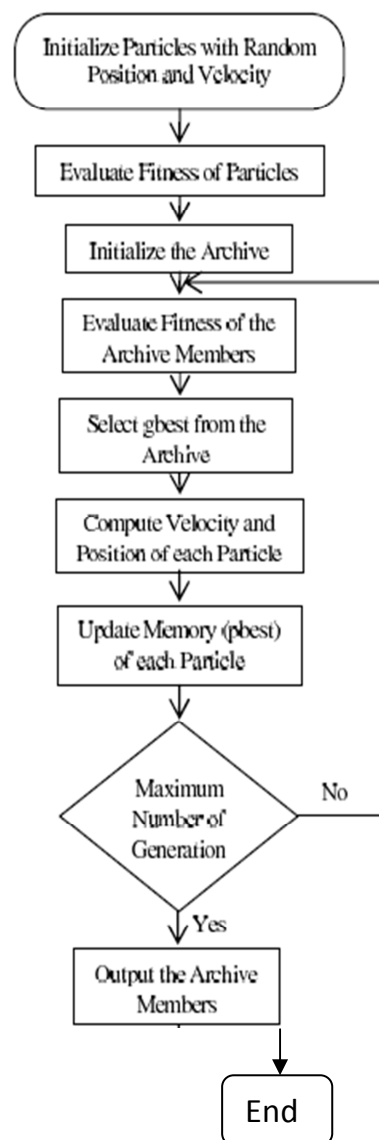 Initialize Particles with Random
Position and Velocity
Evaluate Fitness of Particles
Initialize the Archive
Evaluate Fitness of the
Archive Members
Select gbest from the
Archive
Compute Velocity and
Position of each Particle
Update Memory (pbest)
of each Particle
Maximum
Number of
Generation
No
Yes
Output the Archive
Members
End